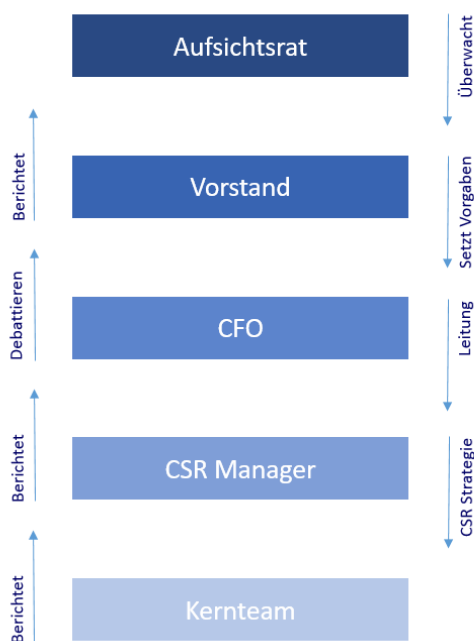 Aufsichtsrat
Überwacht
Berichtet
Vorstand
Setzt Vorgaben
Debattieren
CFO
Leitung
Berichtet
CSR Manager
CSR Strategie
Berichtet
Kernteam